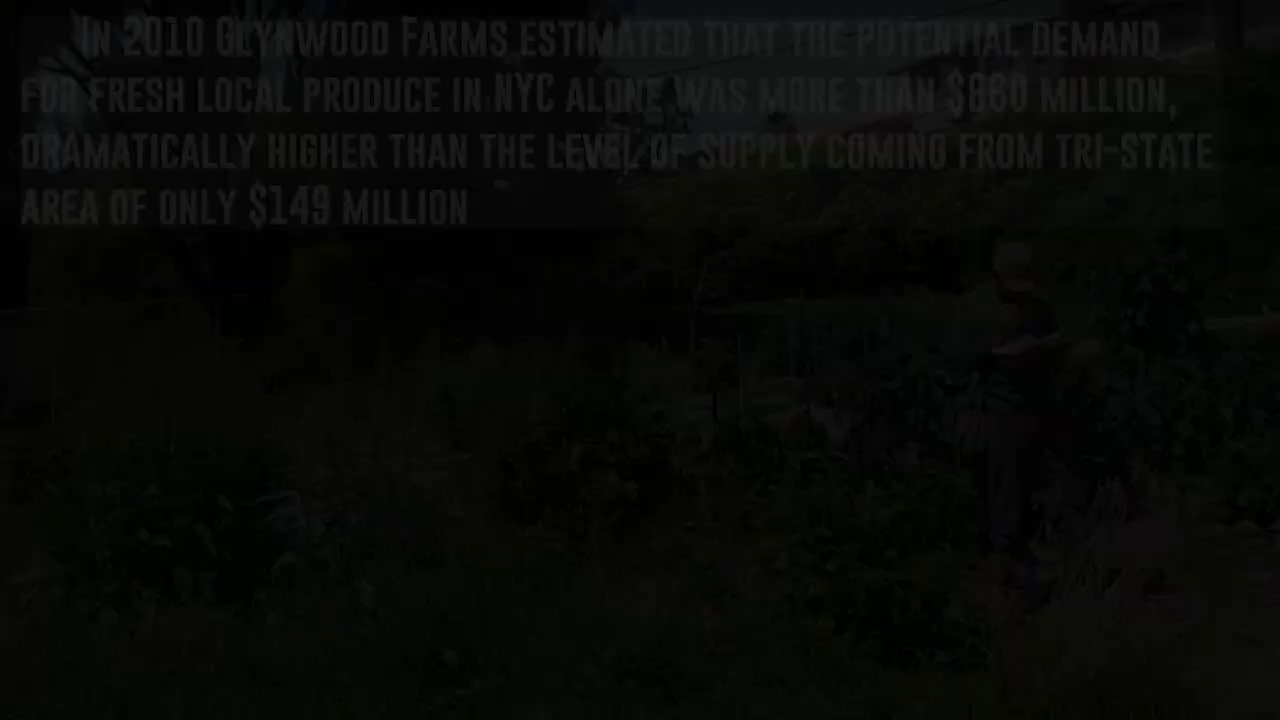 In 2010 Glynwood Farms estimated that the potential demand
for fresh local produce in NYC alone was more than $860 million,
dramatically higher than the level of supply coming from tri-state
area of only $149 million